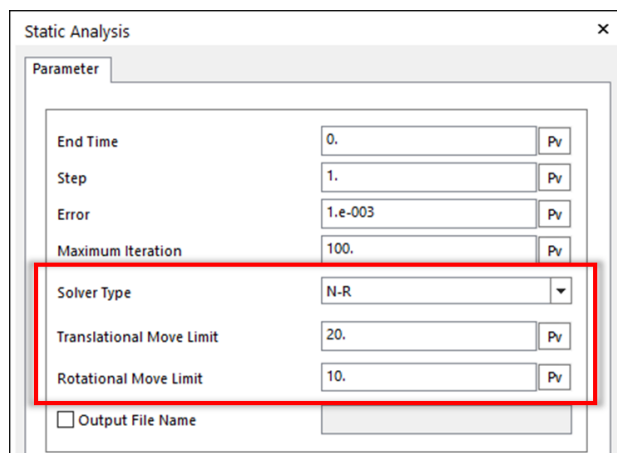 Static Analysis ×
Parameter
End Time 0. Pv
Step 1. Pv
Error 1.e-003 Pv
Maximum Iteration 100. Pv
Solver Type N-R
Translational Move Limit 20. Pv
Rotational Move Limit 10. Pv
Output File Name